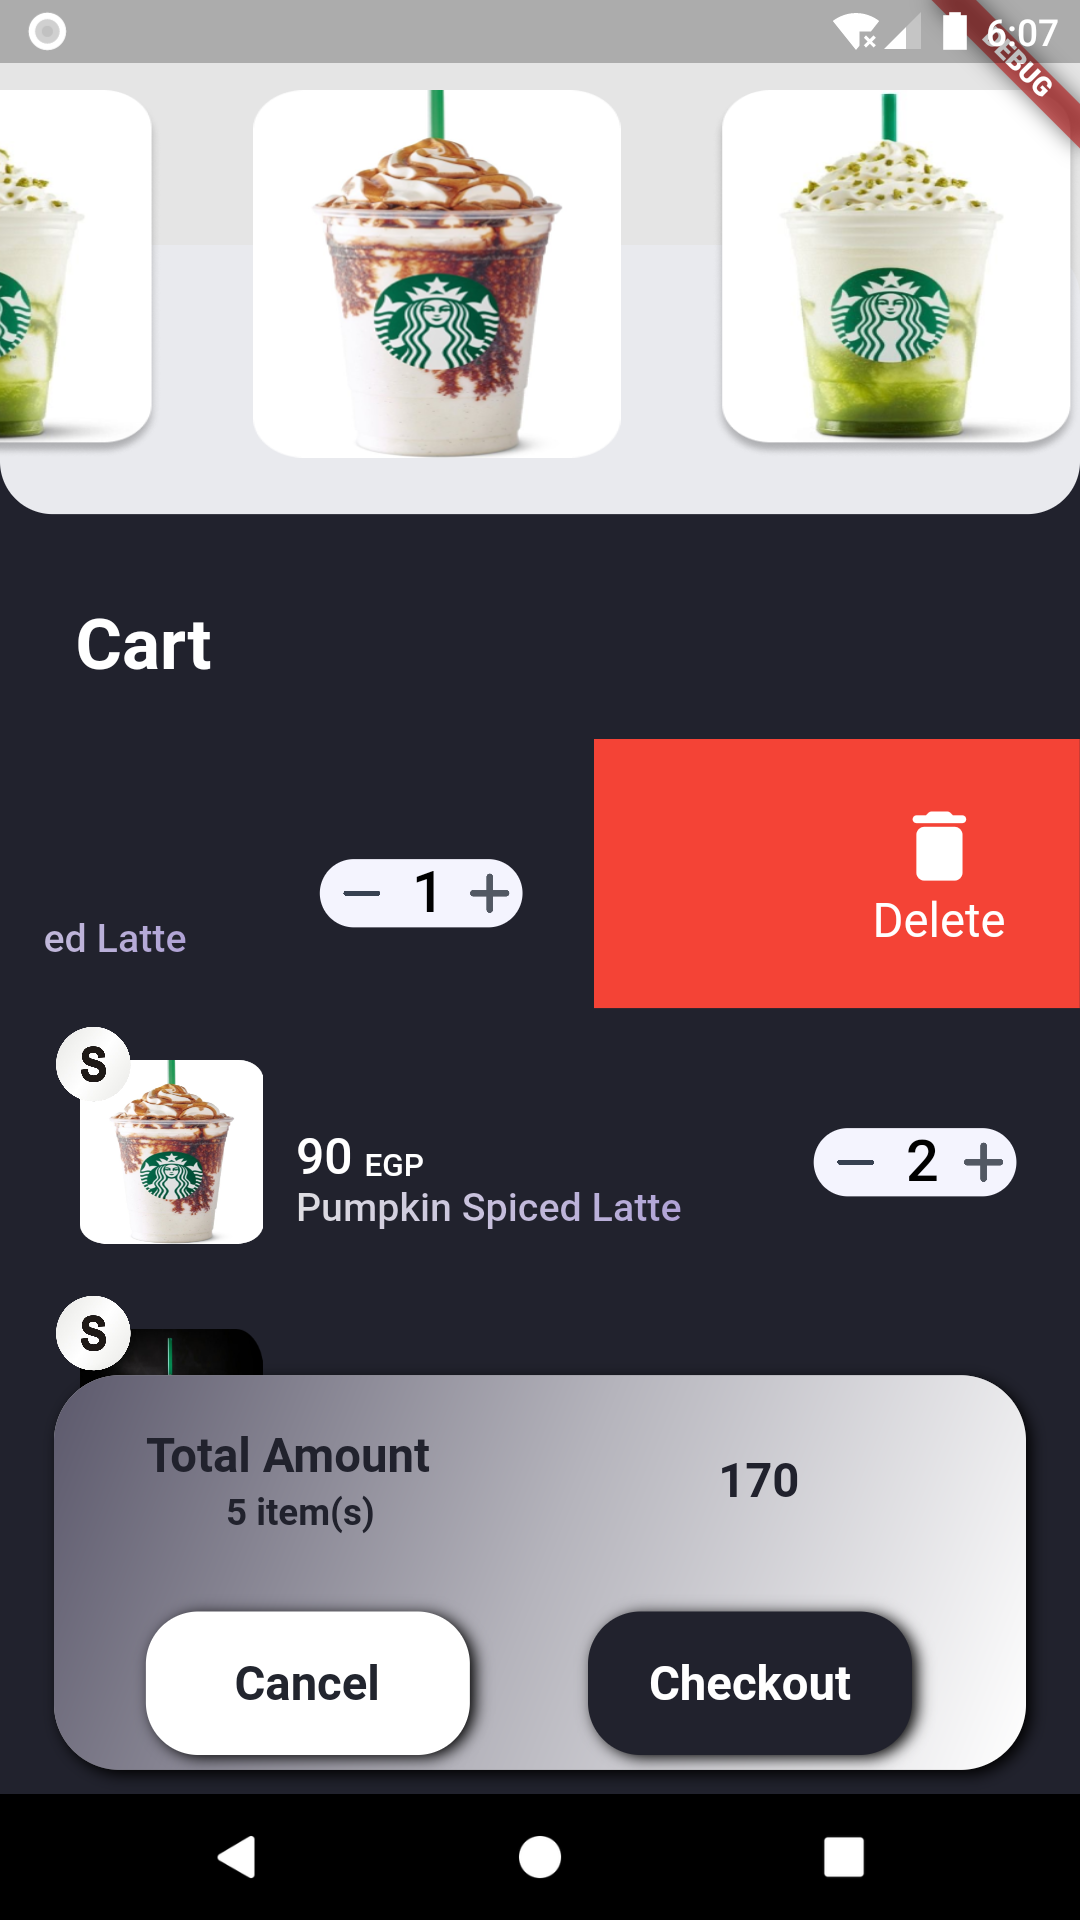 6:07
DEBUG
Cart
1
Delete
ed Latte
S
90 EGP
2
Pumpkin Spiced Latte
S
Total Amount
170
5 item(s)
Cancel
Checkout